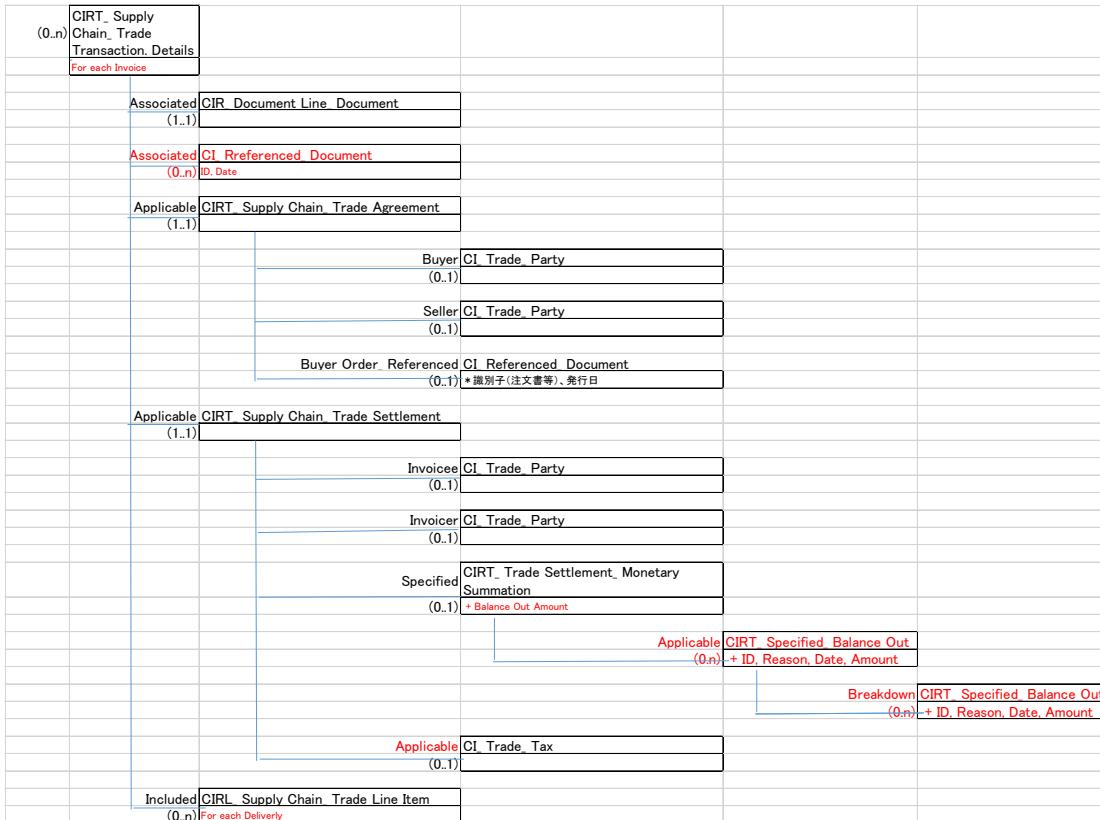 CIRT_ Supply
(0..n) Chain_ Trade
Transaction. Details
For each Invoice
Associated CIR_ Document Line_ Document
(1..1)
Associated CI_ Rreferenced_ Document
(0..n) ID, Date
Applicable CIRT_ Supply Chain_ Trade Agreement
(1..1)
Buyer CI_ Trade_ Party
(0..1)
Seller CI_ Trade_ Party
(0..1)
Buyer Order_ Referenced CI_ Referenced_ Document
(0..1) *識別子(注文書等)、発行日
Applicable CIRT_ Supply Chain_ Trade Settlement
(1..1)
Invoicee CI_ Trade_ Party
(0..1)
Invoicer CI_ Trade_ Party
(0..1)
CIRT_ Trade Settlement_ Monetary
Specified Summation
(0..1) + Balance Out Amount
Applicable CIRT_ Specified_ Balance Out
(0..n) + ID, Reason, Date, Amount
Breakdown CIRT_ Specified_ Balance Out
(0..n) + ID, Reason, Date, Amount
Applicable CI_ Trade_ Tax
(0..1)
Included CIRL_ Supply Chain_ Trade Line Item
(0..n) For each Deliverly